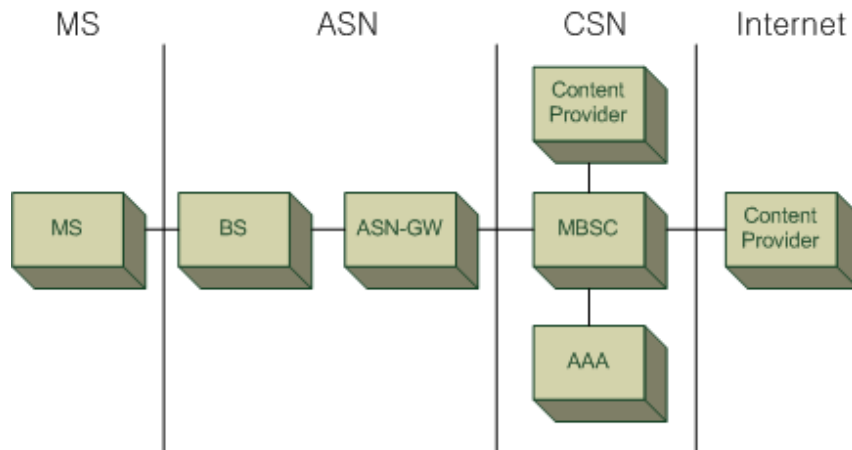 MS
ASN
CSN
Internet
Content
Provider
MS
BS
ASN-GW
MBSC
Content
Provider
AAA